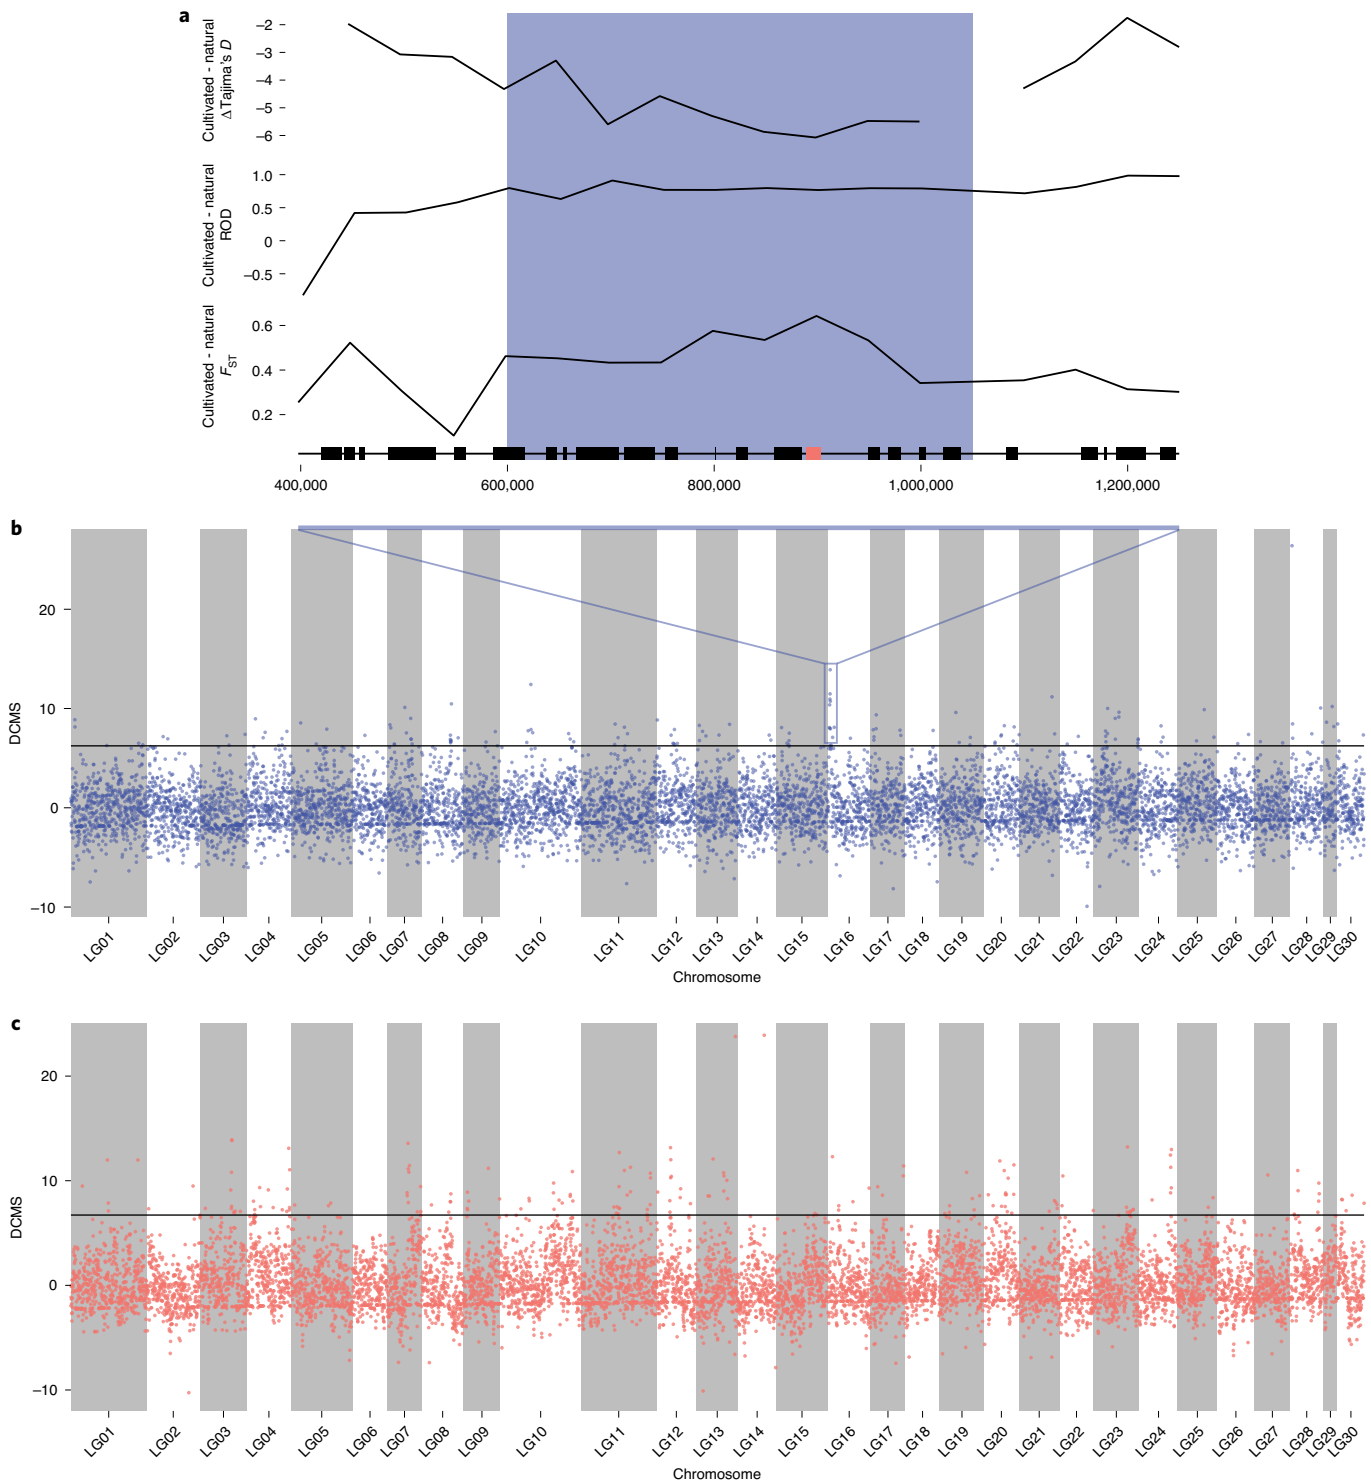 a
Cultivated - natural
Δ Tajima's D
−2
−3
−4
−5
−6
Cultivated - natural
ROD
1.0
0.5
0
−0.5
Cultivated - natural
FST
0.6
0.4
0.2
400,000 600,000 800,000 1,000,000 1,200,000
b
DCMS
20
10
0
−10
LG01 LG02 LG03 LG04 LG05 LG06 LG07 LG08 LG09 LG10 LG11 LG12 LG13 LG14 LG15 LG16 LG17 LG18 LG19 LG20 LG21 LG22 LG23 LG24 LG25 LG26 LG27 LG28 LG29 LG30
Chromosome
c
DCMS
20
10
0
−10
LG01 LG02 LG03 LG04 LG05 LG06 LG07 LG08 LG09 LG10 LG11 LG12 LG13 LG14 LG15 LG16 LG17 LG18 LG19 LG20 LG21 LG22 LG23 LG24 LG25 LG26 LG27 LG28 LG29 LG30
Chromosome